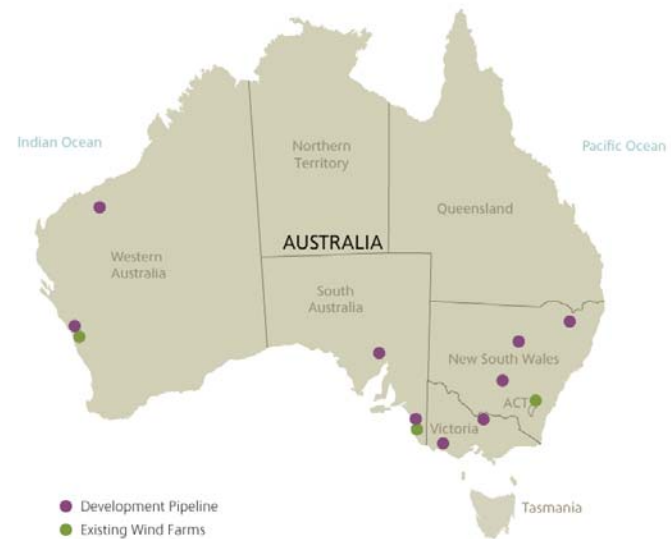 Indian Ocean
Northern
Territory
Pacific Ocean
Queensland
AUSTRALIA
Western
Australia
South
Australia
New South Wales
ACT
Victoria
Tasmania
Development Pipeline
Existing Wind Farms